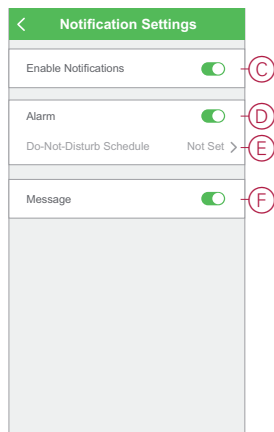 Notification Settings
Enable Notifications C
Alarm D
Do-Not-Disturb Schedule Not Set E
Message F